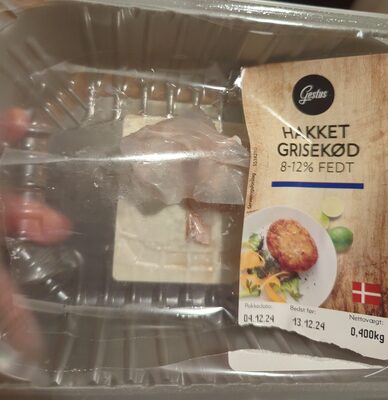 Gestus
HAKKET
GRISEKØD
8-12% FEDT
Pakkedato: Bedst før: Nettovægt:
04.12.24 13.12.24 0,400kg